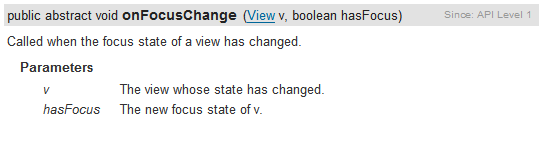 public abstract void onFocusChange (View v, boolean hasFocus) Since: API Level 1
Called when the focus state of a view has changed.
Parameters
v The view whose state has changed.
hasFocus The new focus state of v.